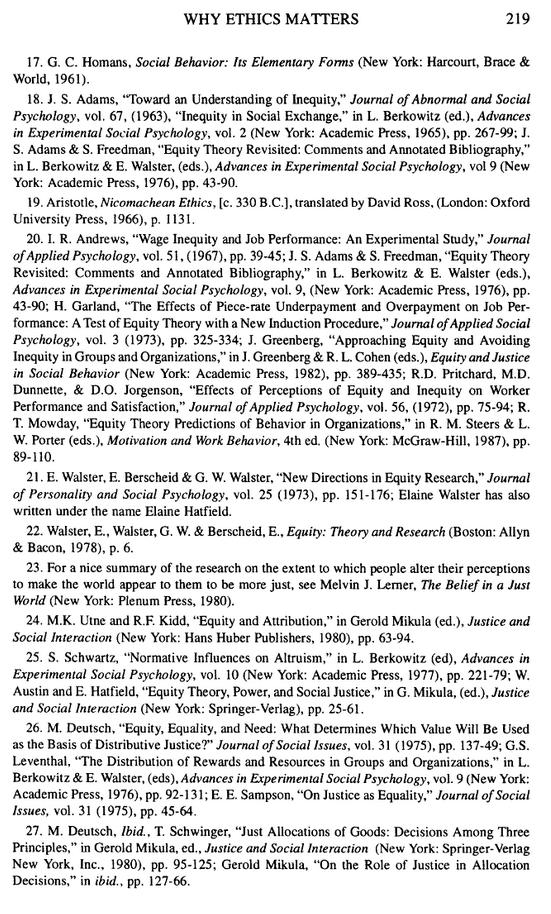 WHY ETHICS MATTERS 219
17. G. C. Homans, Social Behavior: Its Elementary Forms (New York: Harcourt, Brace &
World, 1961).
18. J. S. Adams, “Toward an Understanding of Inequity,” Journal of Abnormal and Social
Psychology, vol. 67, (1963), “Inequity in Social Exchange,” in L. Berkowitz (ed.), Advances
in Experimental Social Psychology, vol. 2 (New York: Academic Press, 1965), pp. 267-99; J.
S. Adams & S. Freedman, “Equity Theory Revisited: Comments and Annotated Bibliography,”
in L. Berkowitz & E. Walster, (eds.), Advances in Experimental Social Psychology, vol 9 (New
York: Academic Press, 1976), pp. 43-90.
19. Aristotle, Nicomachean Ethics, [c. 330 B.C.], translated by David Ross, (London: Oxford
University Press, 1966), p. 1131.
20. I. R. Andrews, “Wage Inequity and Job Performance: An Experimental Study,” Journal
of Applied Psychology, vol. 51, (1967), pp. 39-45; J. S. Adams & S. Freedman, “Equity Theory
Revisited: Comments and Annotated Bibliography,” in L. Berkowitz & E. Walster (eds.),
Advances in Experimental Social Psychology, vol. 9, (New York: Academic Press, 1976), pp.
43-90; H. Garland, “The Effects of Piece-rate Underpayment and Overpayment on Job Per-
formance: A Test of Equity Theory with a New Induction Procedure,” Journal of Applied Social
Psychology, vol. 3 (1973), pp. 325-334; J. Greenberg, “Approaching Equity and Avoiding
Inequity in Groups and Organizations,” in J. Greenberg & R. L. Cohen (eds.), Equity and Justice
in Social Behavior (New York: Academic Press, 1982), pp. 389-435; R.D. Pritchard, M.D.
Dunnette, & D.O. Jorgenson, “Effects of Perceptions of Equity and Inequity on Worker
Performance and Satisfaction,” Journal of Applied Psychology, vol. 56, (1972), pp. 75-94; R.
T. Mowday, “Equity Theory Predictions of Behavior in Organizations,” in R. M. Steers & L.
W. Porter (eds.), Motivation and Work Behavior, 4th ed. (New York: McGraw-Hill, 1987), pp.
89-110.
21. E. Walster, E. Berscheid & G. W. Walster, “New Directions in Equity Research,” Journal
of Personality and Social Psychology, vol. 25 (1973), pp. 151-176; Elaine Walster has also
written under the name Elaine Hatfield.
22. Walster, E., Walster, G. W. & Berscheid, E., Equity: Theory and Research (Boston: Allyn
& Bacon, 1978), p. 6.
23. For a nice summary of the research on the extent to which people alter their perceptions
to make the world appear to them to be more just, see Melvin J. Lerner, The Belief in a Just
World (New York: Plenum Press, 1980).
24. M.K. Utne and R.F. Kidd, “Equity and Attribution,” in Gerold Mikula (ed.), Justice and
Social Interaction (New York: Hans Huber Publishers, 1980), pp. 63-94.
25. S. Schwartz, “Normative Influences on Altruism,” in L. Berkowitz (ed), Advances in
Experimental Social Psychology, vol. 10 (New York: Academic Press, 1977), pp. 221-79; W.
Austin and E. Hatfield, “Equity Theory, Power, and Social Justice,” in G. Mikula, (ed.), Justice
and Social Interaction (New York: Springer-Verlag), pp. 25-61.
26. M. Deutsch, “Equity, Equality, and Need: What Determines Which Value Will Be Used
as the Basis of Distributive Justice?” Journal of Social Issues, vol. 31 (1975), pp. 137-49; G.S.
Leventhal, “The Distribution of Rewards and Resources in Groups and Organizations,” in L.
Berkowitz & E. Walster, (eds), Advances in Experimental Social Psychology, vol. 9 (New York:
Academic Press, 1976), pp. 92-131; E. E. Sampson, “On Justice as Equality,” Journal of Social
Issues, vol. 31 (1975), pp. 45-64.
27. M. Deutsch, Ibid., T. Schwinger, “Just Allocations of Goods: Decisions Among Three
Principles,” in Gerold Mikula, ed., Justice and Social Interaction (New York: Springer-Verlag
New York, Inc., 1980), pp. 95-125; Gerold Mikula, “On the Role of Justice in Allocation
Decisions,” in ibid., pp. 127-66.